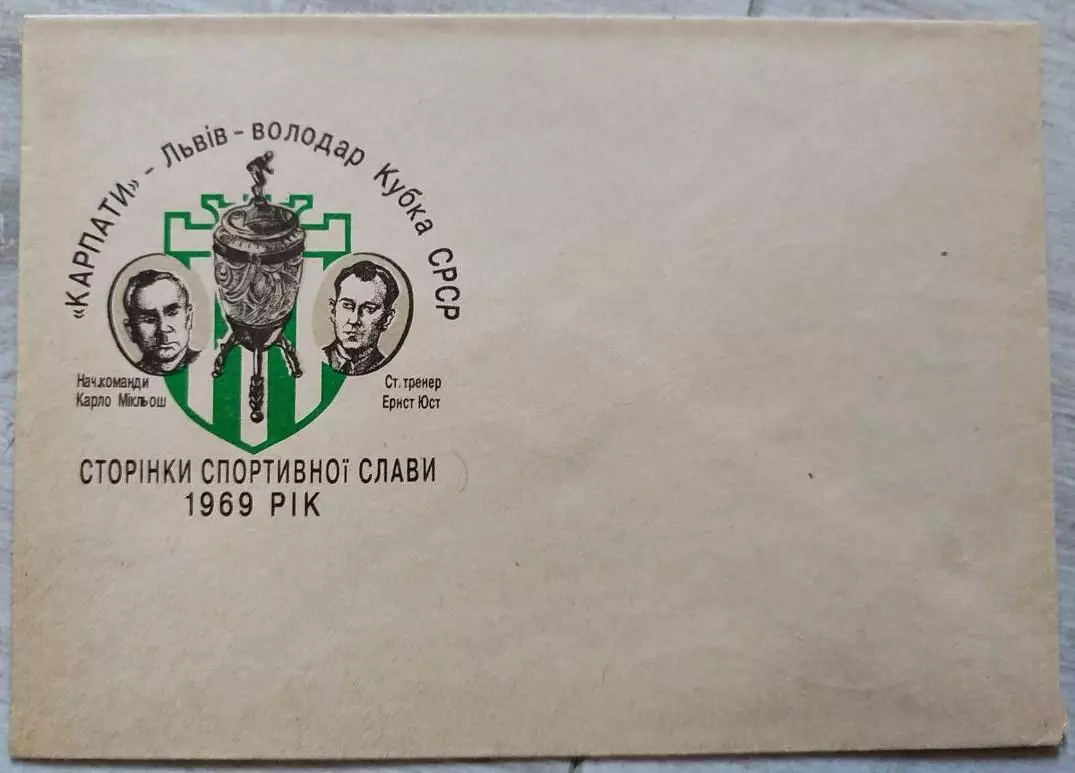 «КАРПАТИ» - Львів - володар Кубка СРСР
Нач.команди
Карло Мікльош
Ст. тренер
Ернст Юст
СТОРІНКИ СПОРТИВНОЇ СЛАВИ
1969 РІК